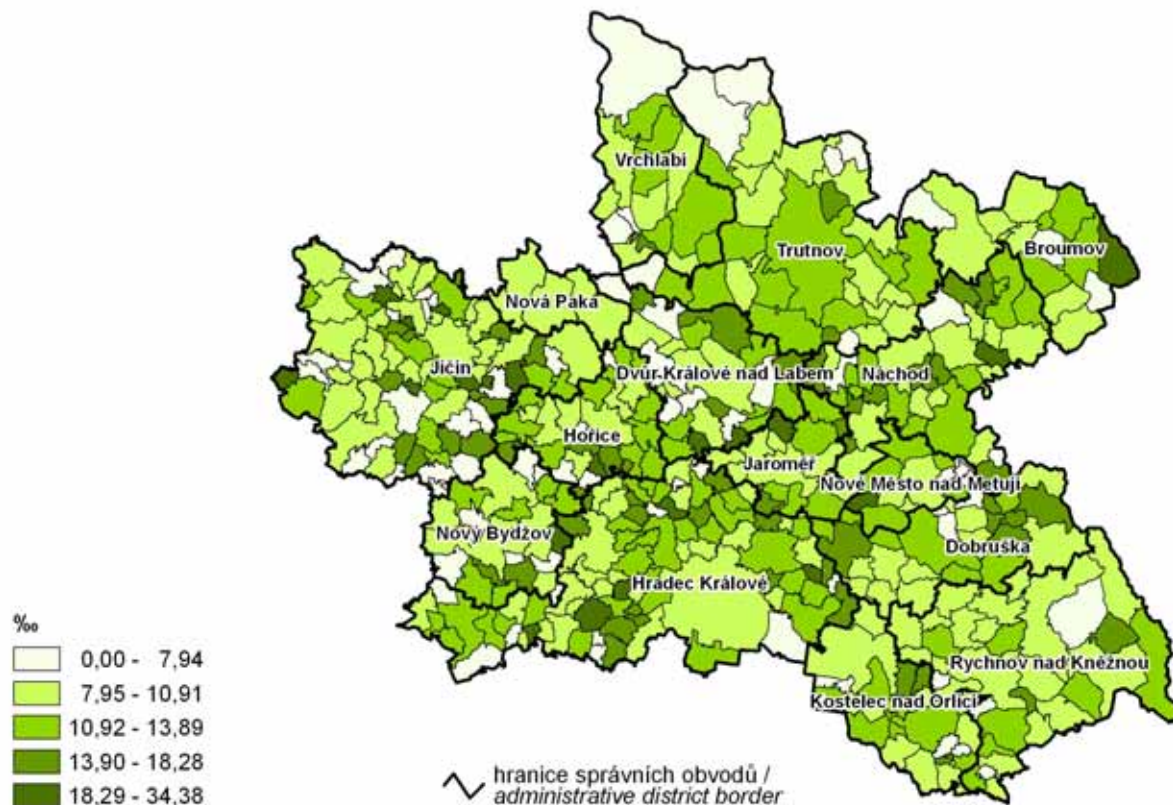 Vrchlabí
Trutnov
Broumov
Nová Paka
Jičín
Dvůr Králové nad Labem
Náchod
Hořice
Jaroměř
Nové Město nad Metují
Nový Bydžov
Dobruška
Hradec Králové
Rychnov nad Kněžnou
Kostelec nad Orlicí
‰
0,00 - 7,94
7,95 - 10,91
10,92 - 13,89
13,90 - 18,28
18,29 - 34,38
hranice správních obvodů /
administrative district border